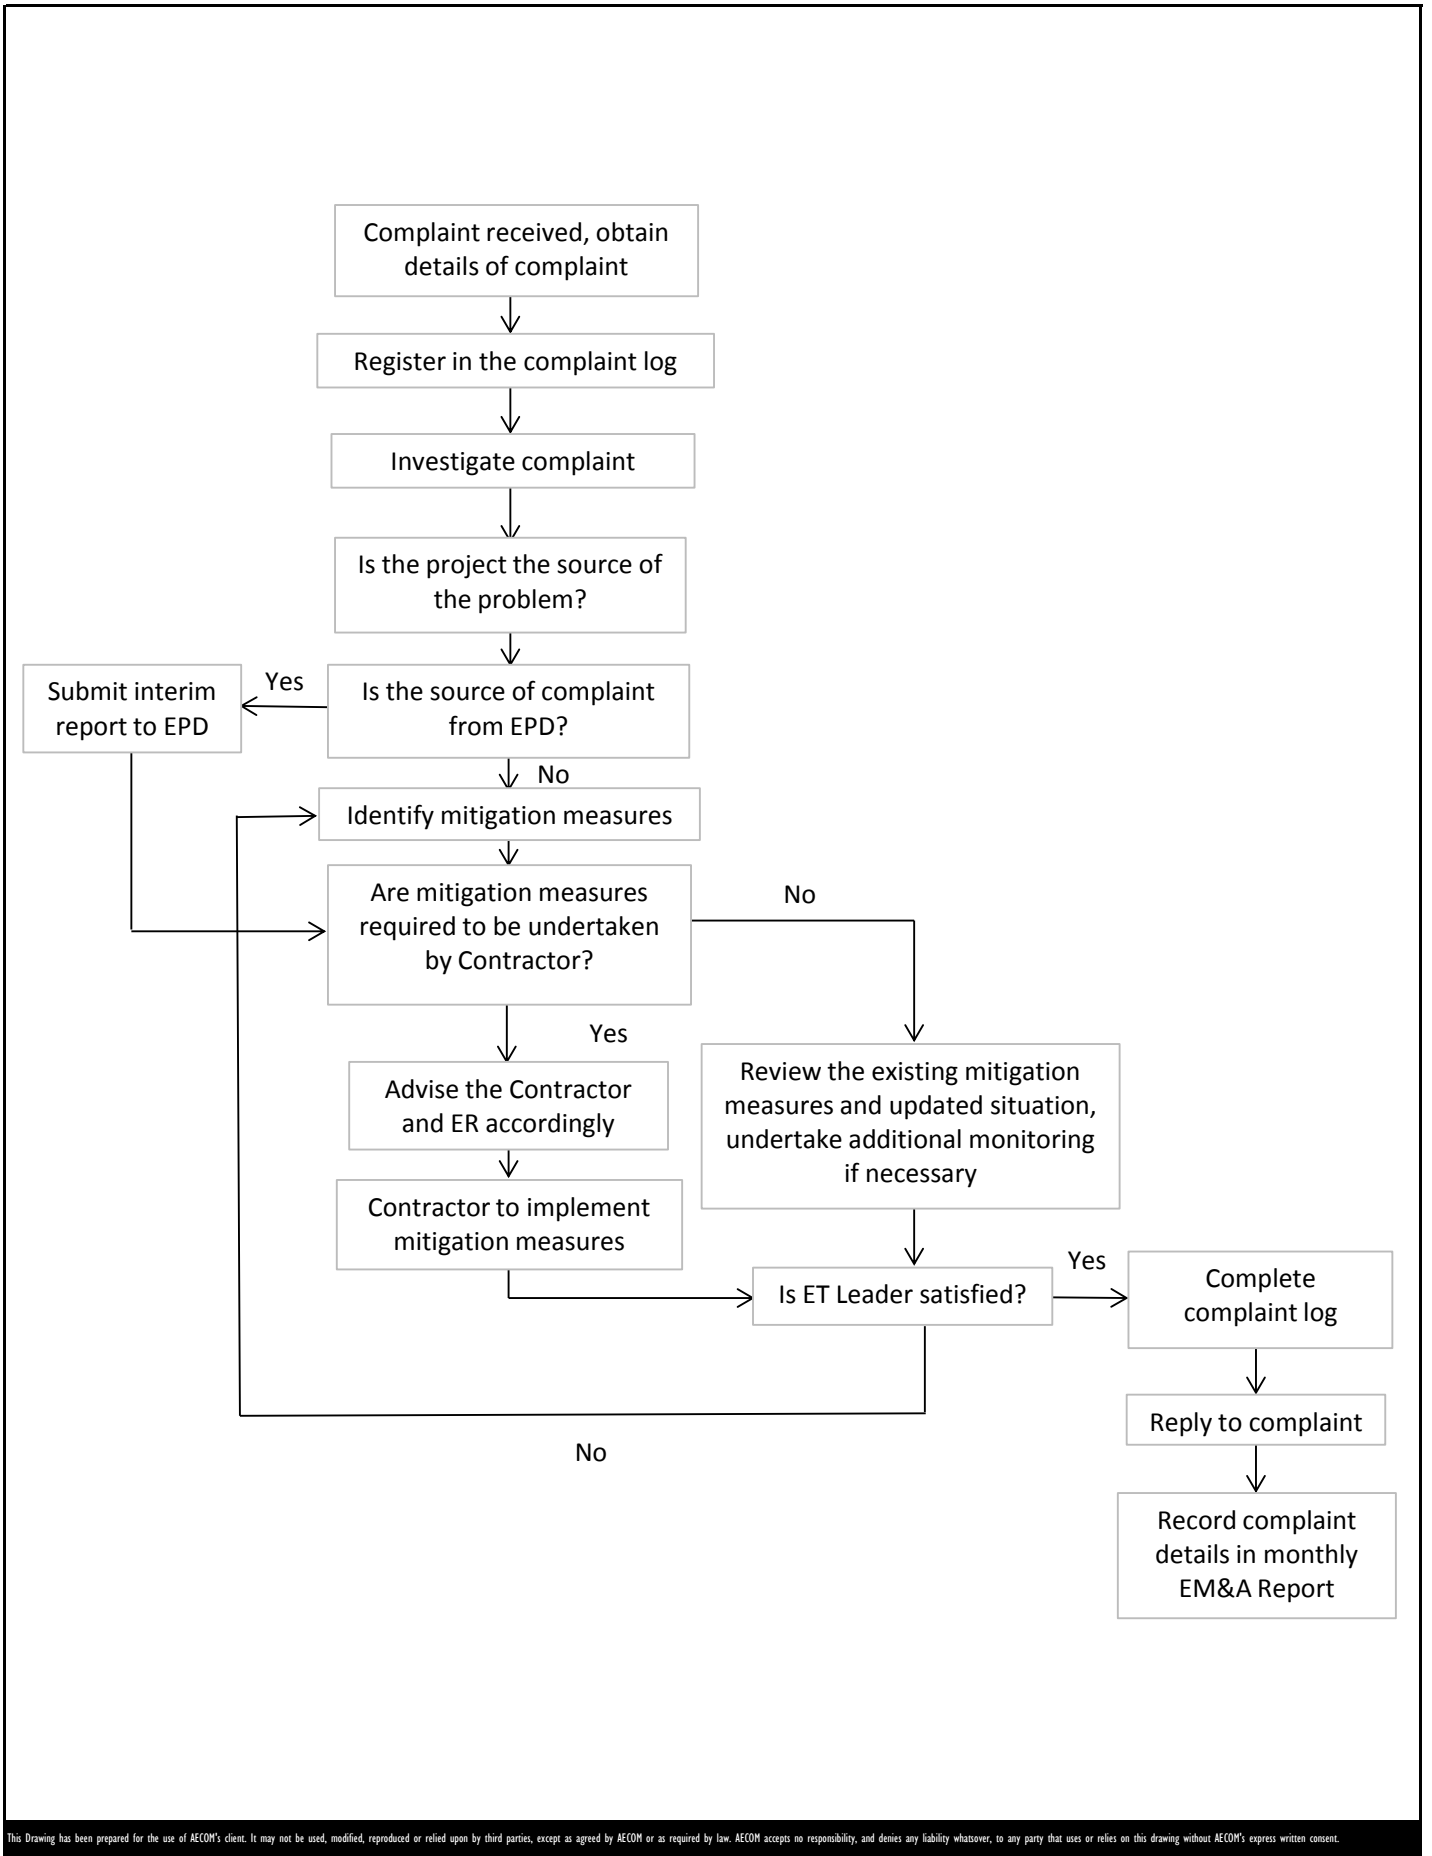 Complaint received, obtain
details of complaint
Register in the complaint log
Investigate complaint
Is the project the source of
the problem?
Submit interim
report to EPD
Yes
Is the source of complaint
from EPD?
No
Identify mitigation measures
Are mitigation measures
required to be undertaken
by Contractor?
No
Yes
Advise the Contractor
and ER accordingly
Review the existing mitigation
measures and updated situation,
undertake additional monitoring
if necessary
Contractor to implement
mitigation measures
Is ET Leader satisfied?
Yes
Complete
complaint log
No
Reply to complaint
Record complaint
details in monthly
EM&A Report
This Drawing has been prepared for the use of AECOM's client. It may not be used, modified, reproduced or relied upon by third parties, except as agreed by AECOM or as required by law. AECOM accepts no responsibility, and denies any liability whatsoever, to any party that uses or relies on this drawing without AECOM's express written consent.